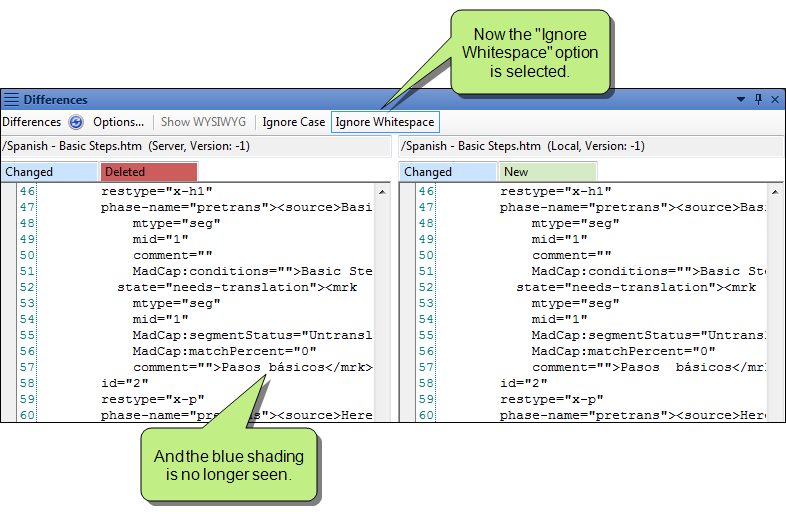 Now the "Ignore
Whitespace" option
is selected.
Differences
Differences Options... Show WYSIWYG Ignore Case Ignore Whitespace
/Spanish - Basic Steps.htm (Server, Version: -1)
/Spanish - Basic Steps.htm (Local, Version: -1)
Changed Deleted
Changed New
46 restype="x-h1"
47 phase-name="pretrans"><source>Basi
48 mtype="seg"
49 mid="1"
50 comment=""
51 MadCap:conditions="">Basic Ste
52 state="needs-translation"><mrk
53 mtype="seg"
54 mid="1"
55 MadCap:segmentStatus="Untransl
56 MadCap:matchPercent="0"
57 comment="">Pasos básicos</mrk>
58 id="2"
59 restype="x-p"
60 phase-name="pretrans"><source>Here
46 restype="x-h1"
47 phase-name="pretrans"><source>Bas
48 mtype="seg"
49 mid="1"
50 comment=""
51 MadCap:conditions="">Basic St
52 state="needs-translation"><mrk
53 mtype="seg"
54 mid="1"
55 MadCap:segmentStatus="Untrans
56 MadCap:matchPercent="0"
57 comment="">Pasos  básicos</mr
58 id="2"
59 restype="x-p"
60 phase-name="pretrans"><source>Her
And the blue shading
is no longer seen.